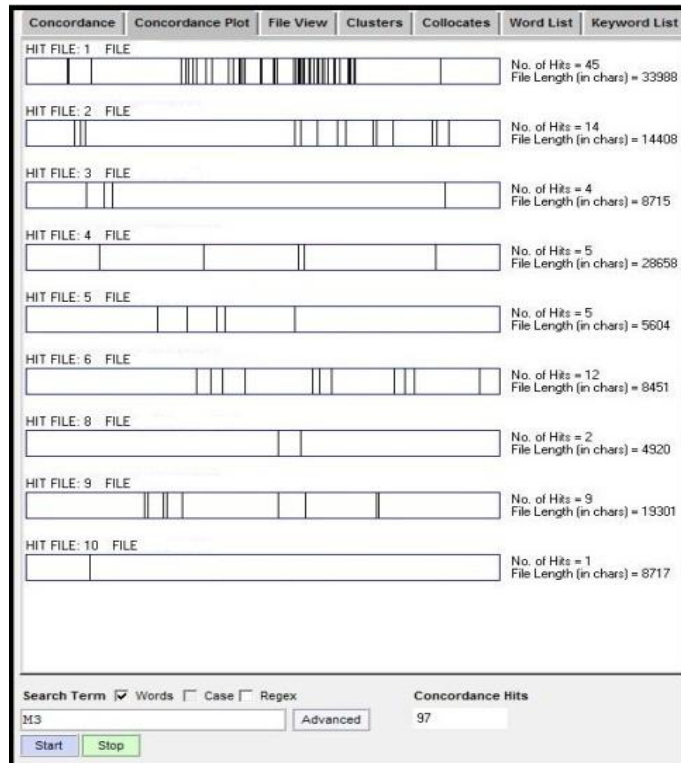 Concordance Concordance Plot File View Clusters Collocates Word List Keyword List
HIT FILE: 1 FILE
No. of Hits = 45
File Length (in chars) = 33988
HIT FILE: 2 FILE
No. of Hits = 14
File Length (in chars) = 14408
HIT FILE: 3 FILE
No. of Hits = 4
File Length (in chars) = 8715
HIT FILE: 4 FILE
No. of Hits = 5
File Length (in chars) = 28658
HIT FILE: 5 FILE
No. of Hits = 5
File Length (in chars) = 5604
HIT FILE: 6 FILE
No. of Hits = 12
File Length (in chars) = 8451
HIT FILE: 8 FILE
No. of Hits = 2
File Length (in chars) = 4920
HIT FILE: 9 FILE
No. of Hits = 9
File Length (in chars) = 19301
HIT FILE: 10 FILE
No. of Hits = 1
File Length (in chars) = 8717
Search Term Words Case Regex Concordance Hits
M3 Advanced 97
Start Stop